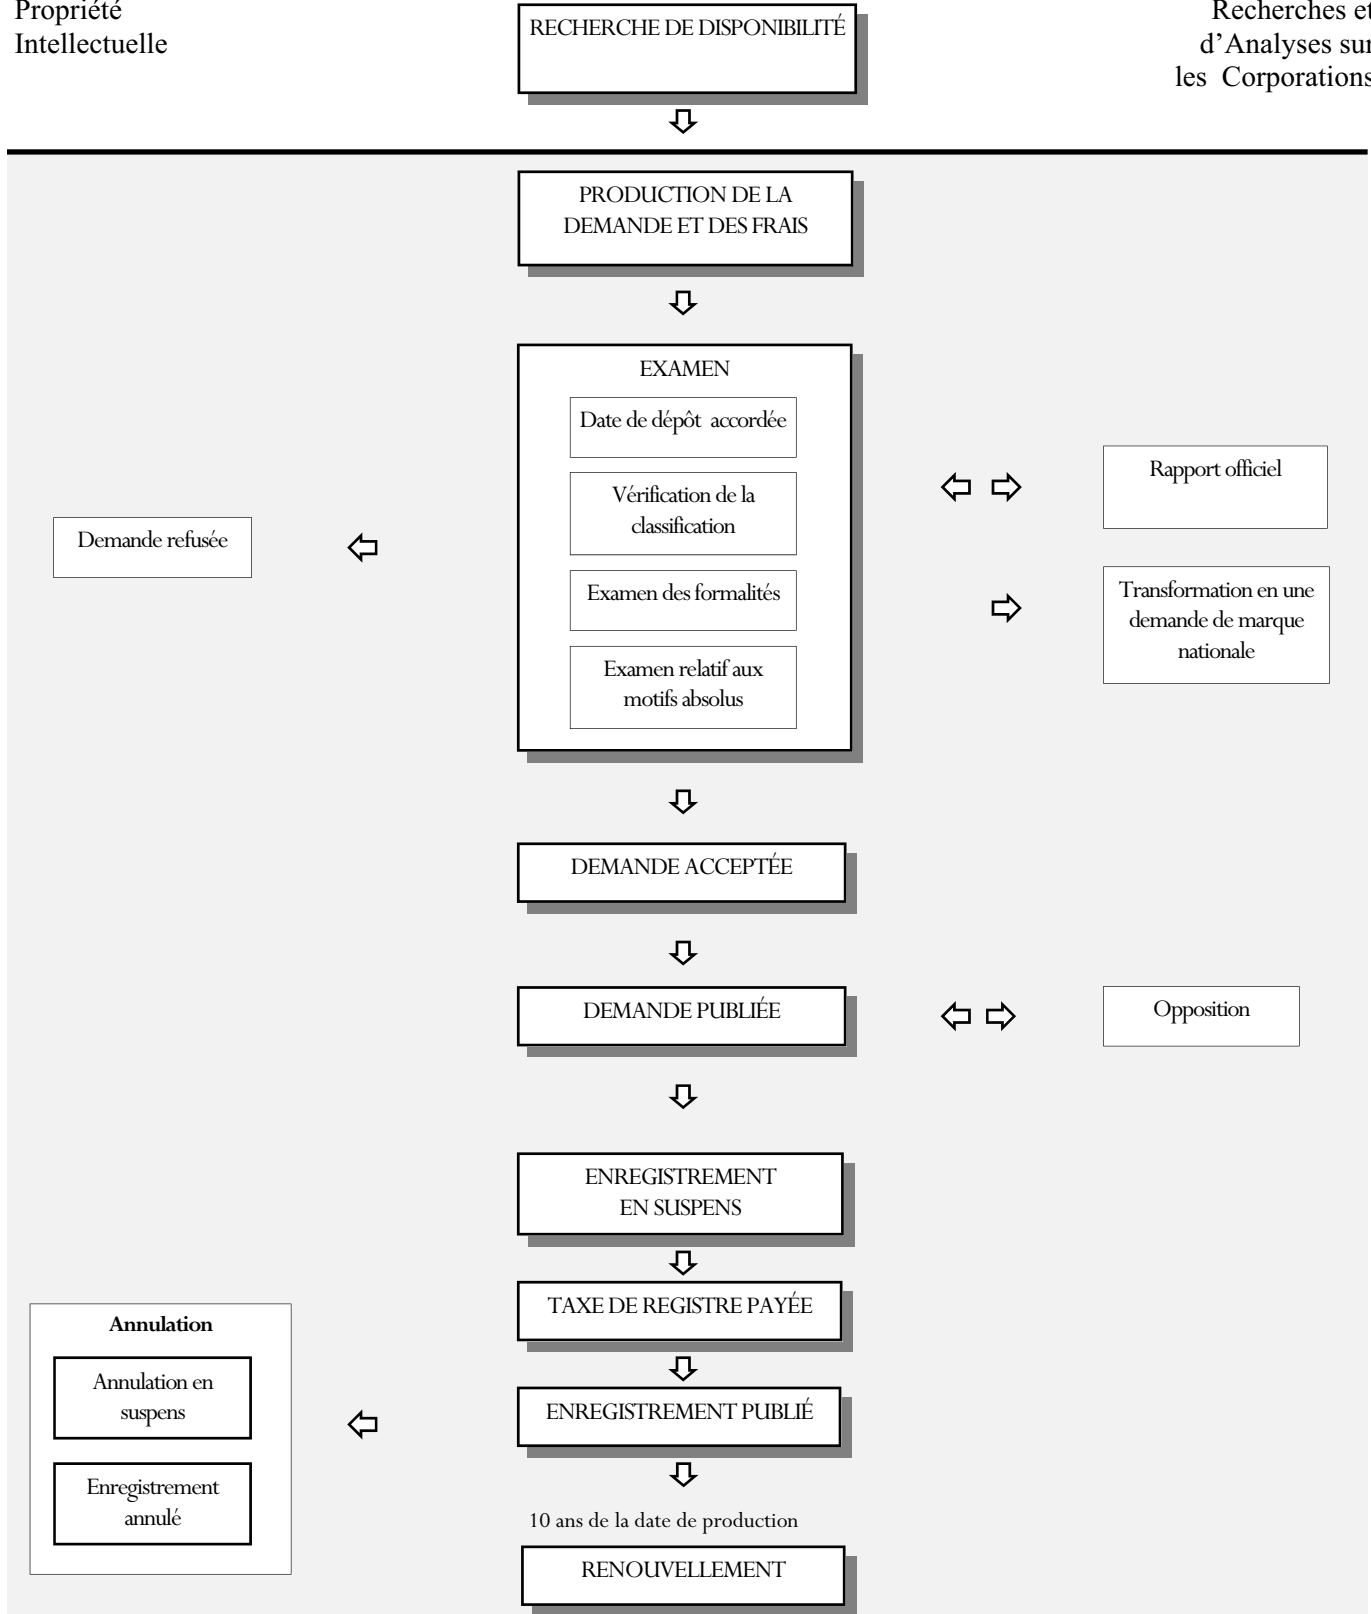 Propriété
Intellectuelle
RECHERCHE DE DISPONIBILITÉ
Recherches et
d’Analyses sur
les Corporations
PRODUCTION DE LA
DEMANDE ET DES FRAIS
EXAMEN
Date de dépôt accordée
Vérification de la
classification
Examen des formalités
Examen relatif aux
motifs absolus
Demande refusée
Rapport officiel
Transformation en une
demande de marque
nationale
DEMANDE ACCEPTÉE
DEMANDE PUBLIÉE
Opposition
ENREGISTREMENT
EN SUSPENS
TAXE DE REGISTRE PAYÉE
Annulation
Annulation en
suspens
Enregistrement
annulé
ENREGISTREMENT PUBLIÉ
10 ans de la date de production
RENOUVELLEMENT